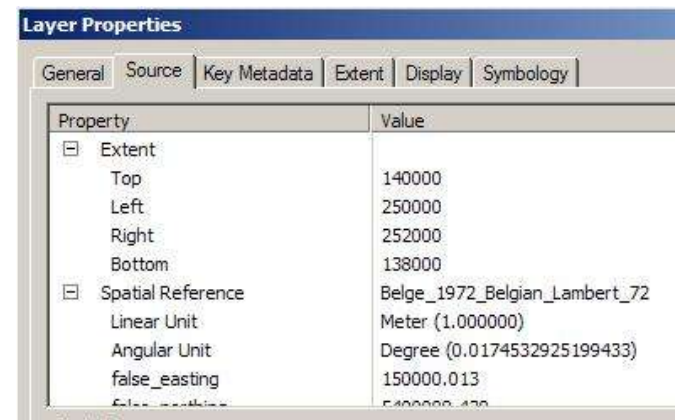 Layer Properties
General Source Key Metadata Extent Display Symbology
Property Value
Extent
Top 140000
Left 250000
Right 252000
Bottom 138000
Spatial Reference Belge_1972_Belgian_Lambert_72
Linear Unit Meter (1.000000)
Angular Unit Degree (0.0174532925199433)
false_easting 150000.013